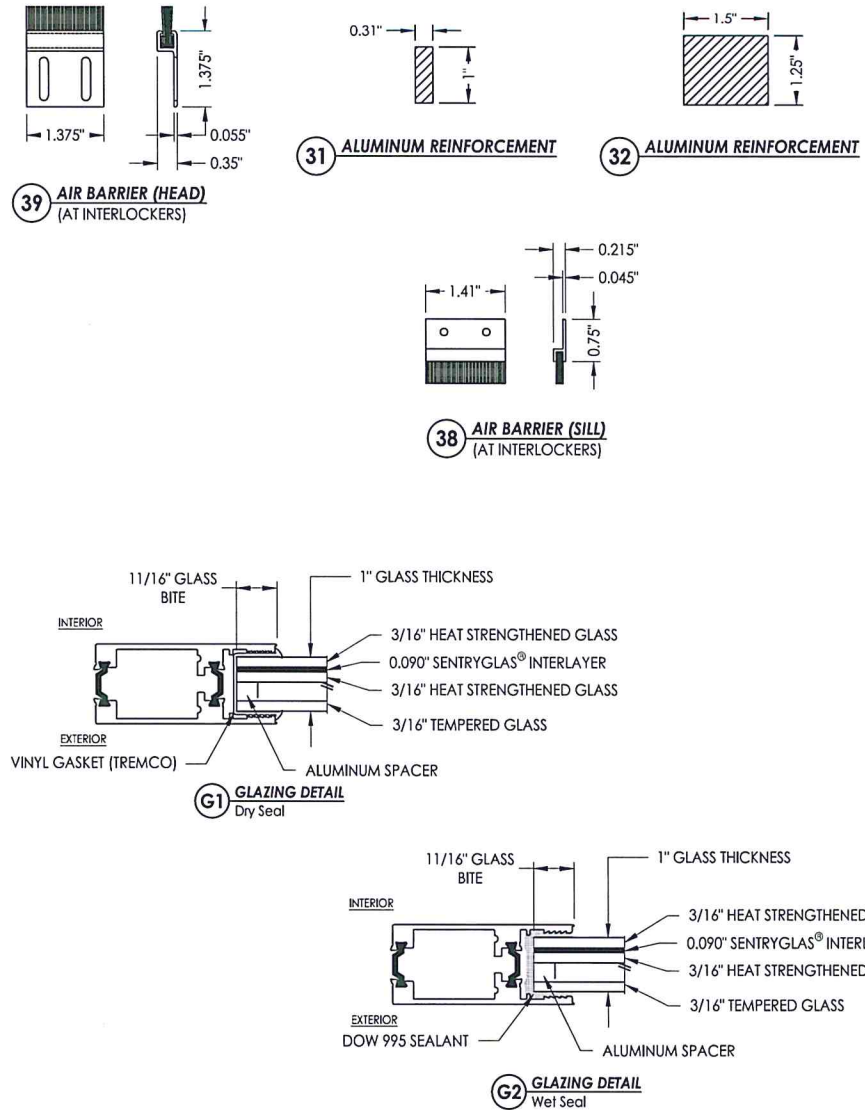 1.375"
1.375"
0.055"
0.35"
39 AIR BARRIER (HEAD)
(AT INTERLOCKERS)
0.31"
1"
31 ALUMINUM REINFORCEMENT
1.5"
1.25"
32 ALUMINUM REINFORCEMENT
0.215"
0.045"
1.41"
0.75"
38 AIR BARRIER (SILL)
(AT INTERLOCKERS)
11/16" GLASS
BITE
1" GLASS THICKNESS
INTERIOR
3/16" HEAT STRENGTHENED GLASS
0.090" SENTRYGLAS® INTERLAYER
3/16" HEAT STRENGTHENED GLASS
3/16" TEMPERED GLASS
EXTERIOR
VINYL GASKET (TREMCO)
ALUMINUM SPACER
G1 GLAZING DETAIL
Dry Seal
11/16" GLASS
BITE
1" GLASS THICKNESS
INTERIOR
3/16" HEAT STRENGTHENED
0.090" SENTRYGLAS® INTERL
3/16" HEAT STRENGTHENED
3/16" TEMPERED GLASS
EXTERIOR
DOW 995 SEALANT
ALUMINUM SPACER
G2 GLAZING DETAIL
Wet Seal